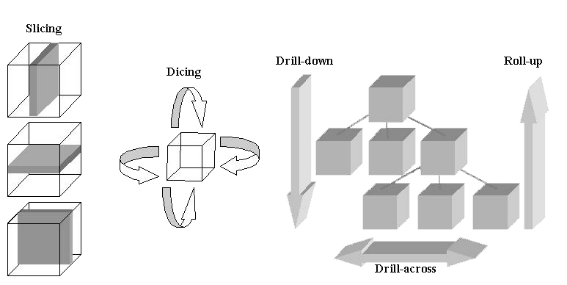 Slicing
Dicing
Drill-down
Roll-up
Drill-across